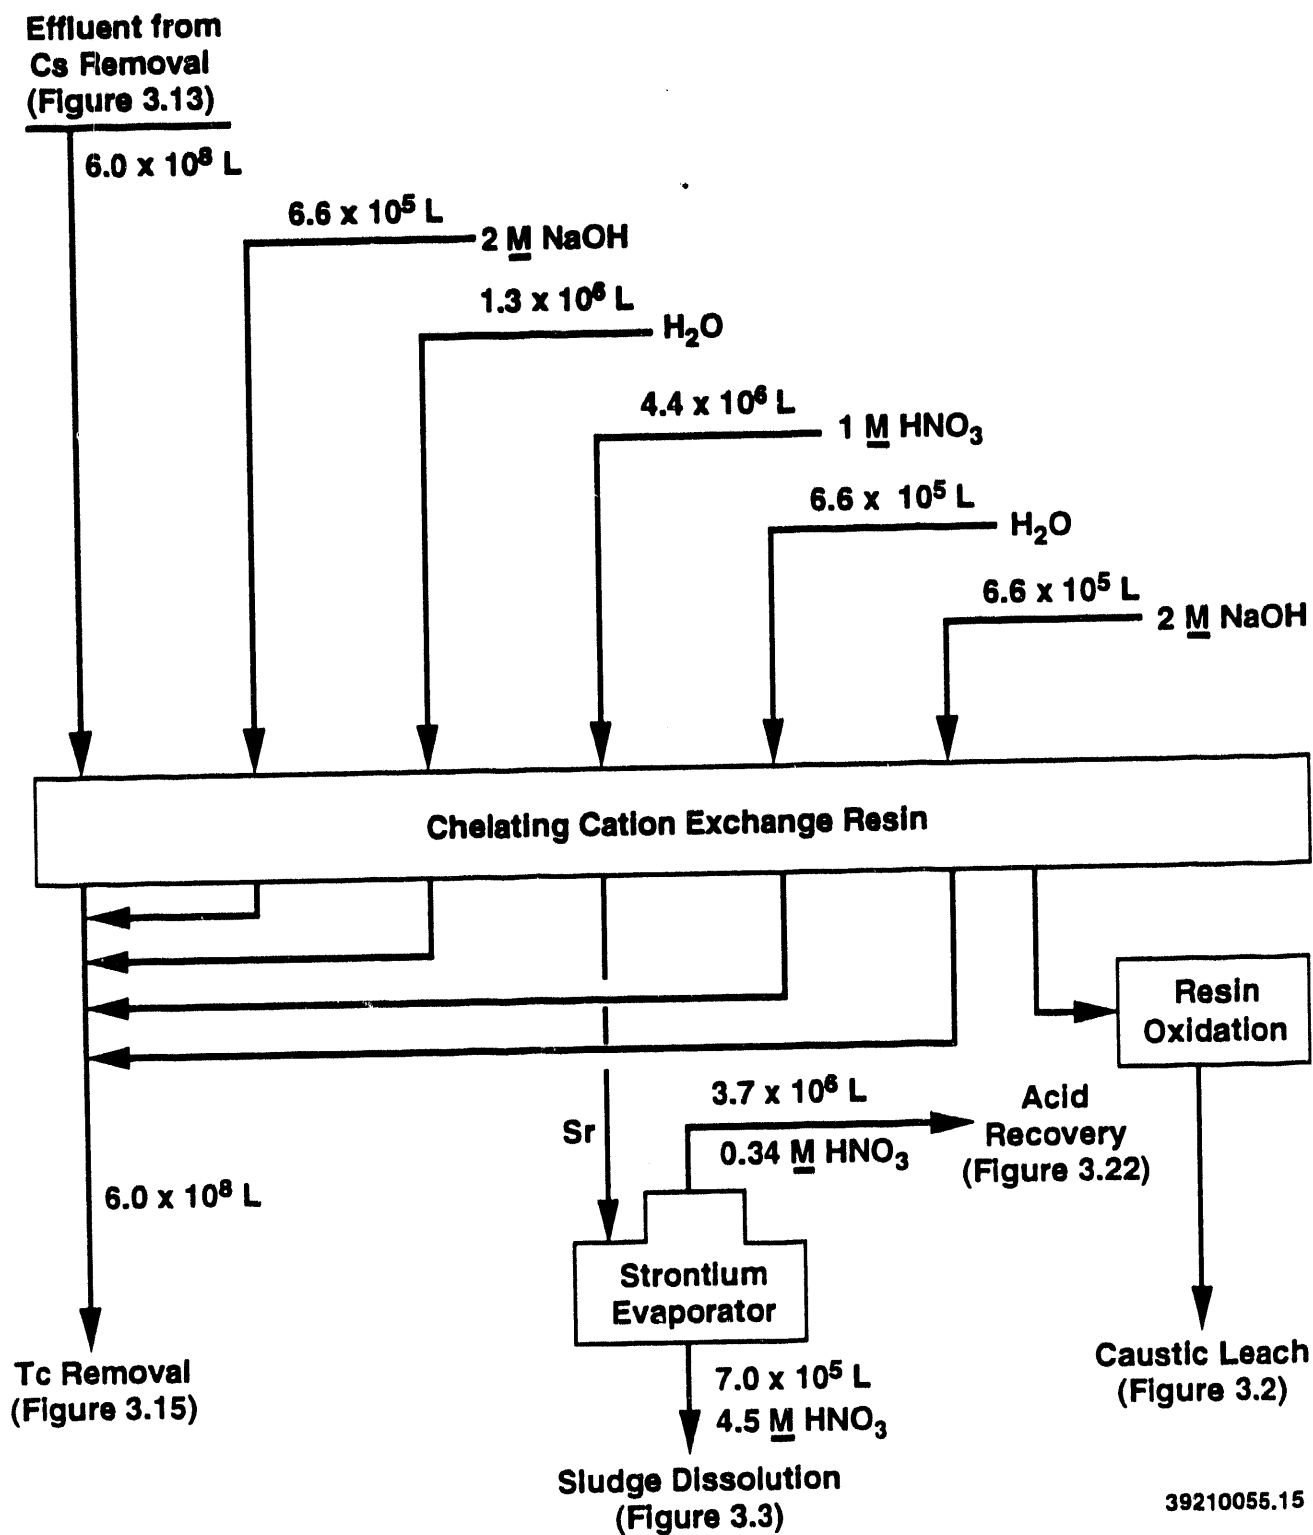 Effluent from
Cs Removal
(Figure 3.13)
6.0 x 10⁸ L
6.6 x 10⁵ L
2 M NaOH
1.3 x 10⁶ L
H₂O
4.4 x 10⁶ L
1 M HNO₃
6.6 x 10⁵ L
H₂O
6.6 x 10⁵ L
2 M NaOH
Chelating Cation Exchange Resin
Resin
Oxidation
3.7 x 10⁶ L
0.34 M HNO₃
Acid
Recovery
(Figure 3.22)
Sr
6.0 x 10⁸ L
Strontium
Evaporator
Tc Removal
(Figure 3.15)
7.0 x 10⁵ L
4.5 M HNO₃
Caustic Leach
(Figure 3.2)
Sludge Dissolution
(Figure 3.3)
39210055.15